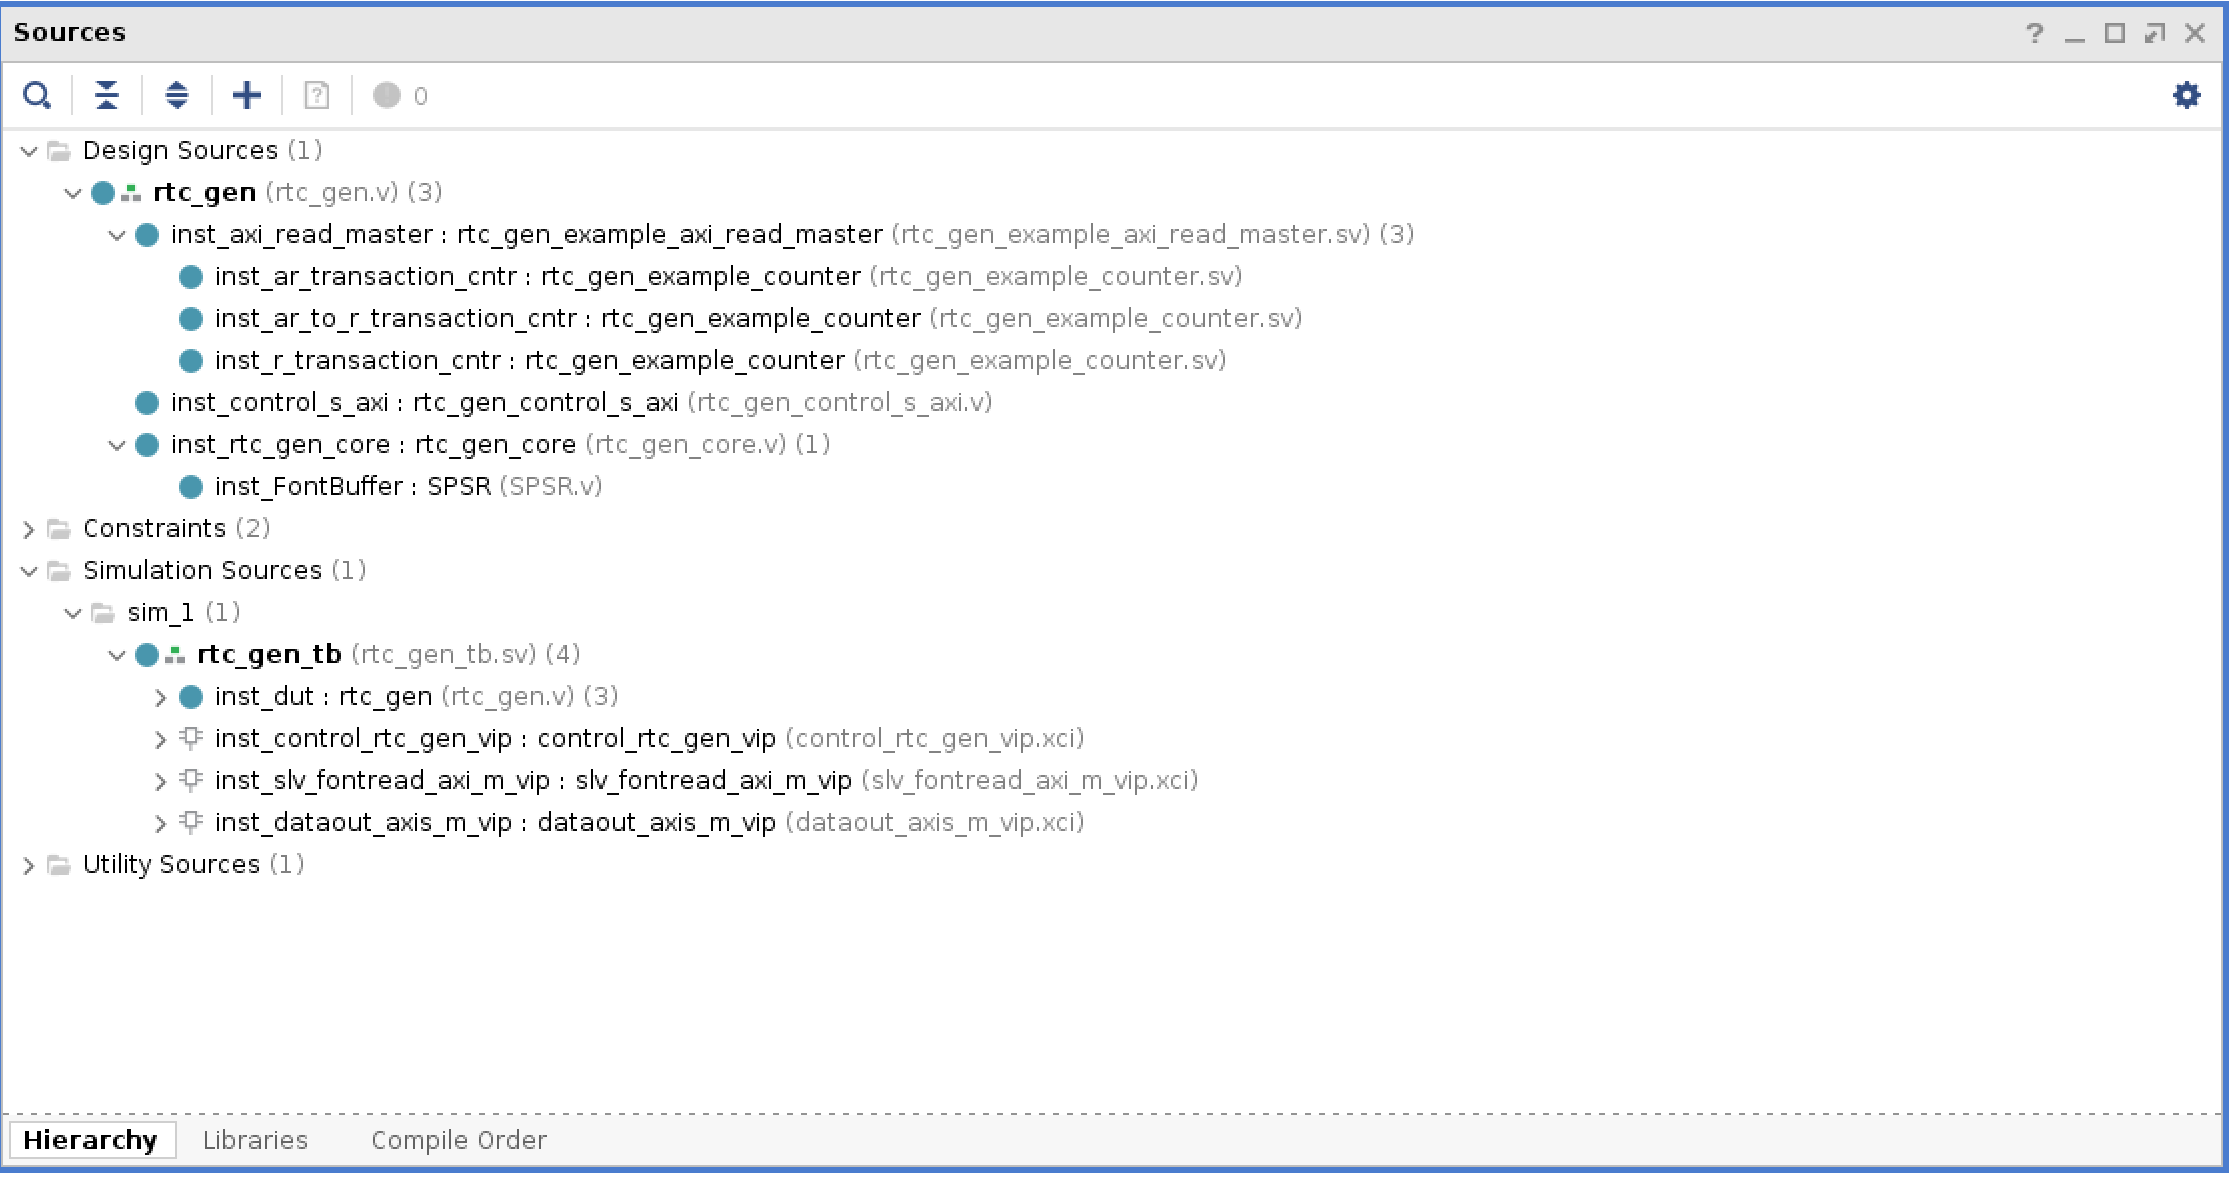 Sources
0
Design Sources (1)
rtc_gen (rtc_gen.v) (3)
inst_axi_read_master : rtc_gen_example_axi_read_master (rtc_gen_example_axi_read_master.sv) (3)
inst_ar_transaction_cntr : rtc_gen_example_counter (rtc_gen_example_counter.sv)
inst_ar_to_r_transaction_cntr : rtc_gen_example_counter (rtc_gen_example_counter.sv)
inst_r_transaction_cntr : rtc_gen_example_counter (rtc_gen_example_counter.sv)
inst_control_s_axi : rtc_gen_control_s_axi (rtc_gen_control_s_axi.v)
inst_rtc_gen_core : rtc_gen_core (rtc_gen_core.v) (1)
inst_FontBuffer : SPSR (SPSR.v)
Constraints (2)
Simulation Sources (1)
sim_1 (1)
rtc_gen_tb (rtc_gen_tb.sv) (4)
inst_dut : rtc_gen (rtc_gen.v) (3)
inst_control_rtc_gen_vip : control_rtc_gen_vip (control_rtc_gen_vip.xci)
inst_slv_fontread_axi_m_vip : slv_fontread_axi_m_vip (slv_fontread_axi_m_vip.xci)
inst_dataout_axis_m_vip : dataout_axis_m_vip (dataout_axis_m_vip.xci)
Utility Sources (1)
Hierarchy Libraries Compile Order